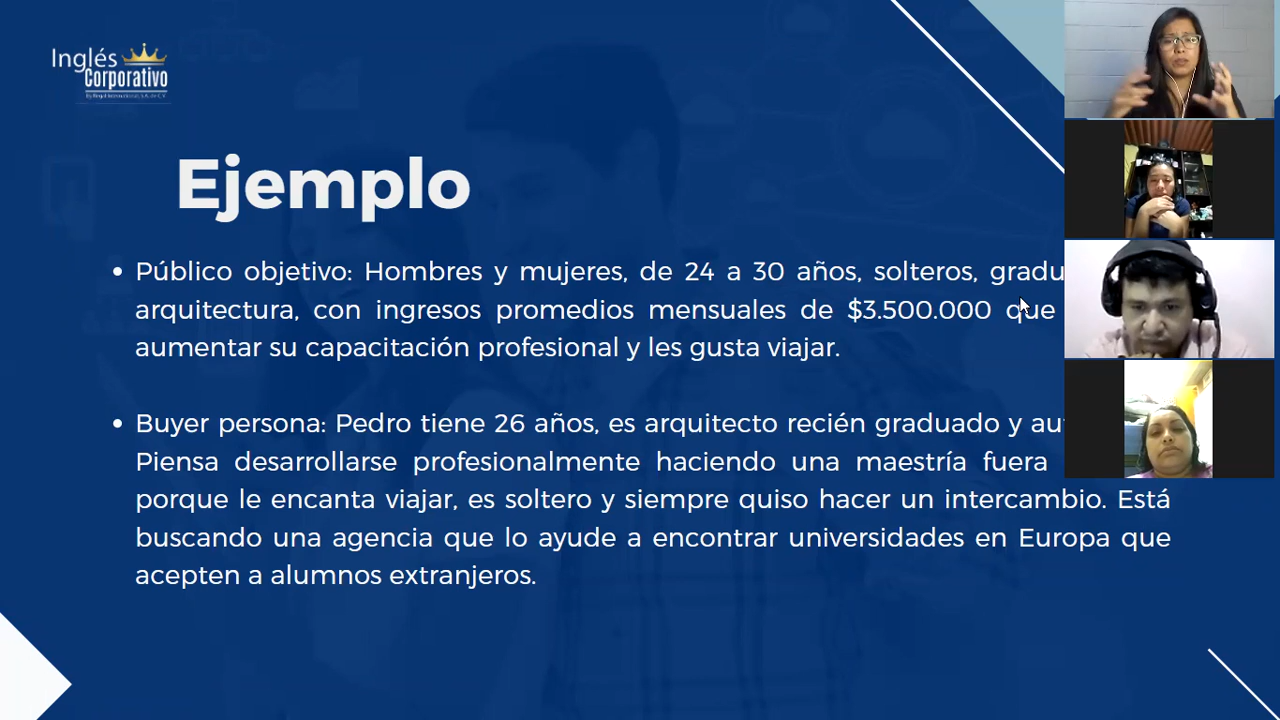 Inglés
Corporativo
Ejemplo
• Público objetivo: Hombres y mujeres, de 24 a 30 años, solteros,
arquitectura, con ingresos promedios mensuales de $3.500.000 que
aumentar su capacitación profesional y les gusta viajar.
• Buyer persona: Pedro tiene 26 años, es arquitecto recién graduado y
Piensa desarrollarse profesionalmente haciendo una maestría fuera
porque le encanta viajar, es soltero y siempre quiso hacer un intercambio. Está
buscando una agencia que lo ayude a encontrar universidades en Europa que
acepten a alumnos extranjeros.